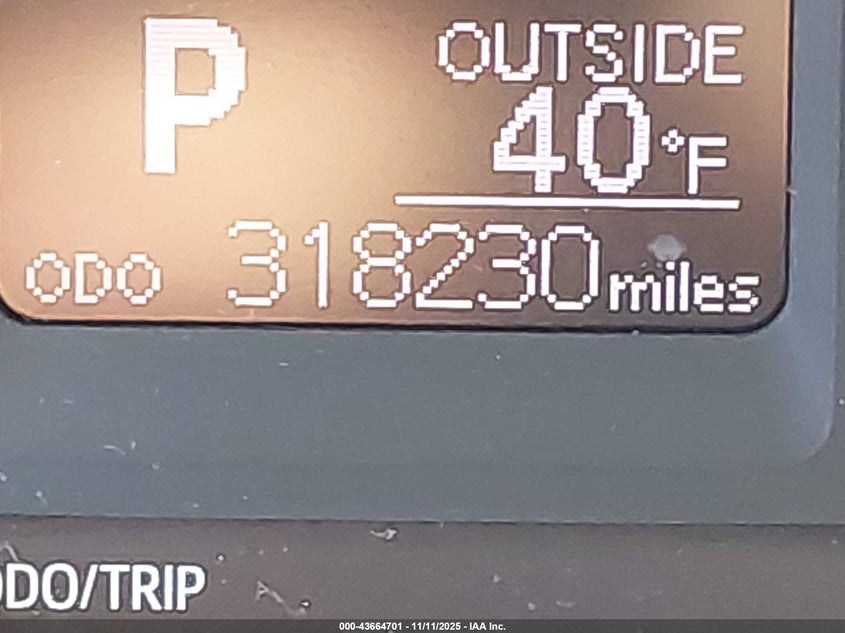 P
OUTSIDE
40°F
ODO 318230 miles
ODO/TRIP
000-43664701 - 11/11/2025 - IAA Inc.